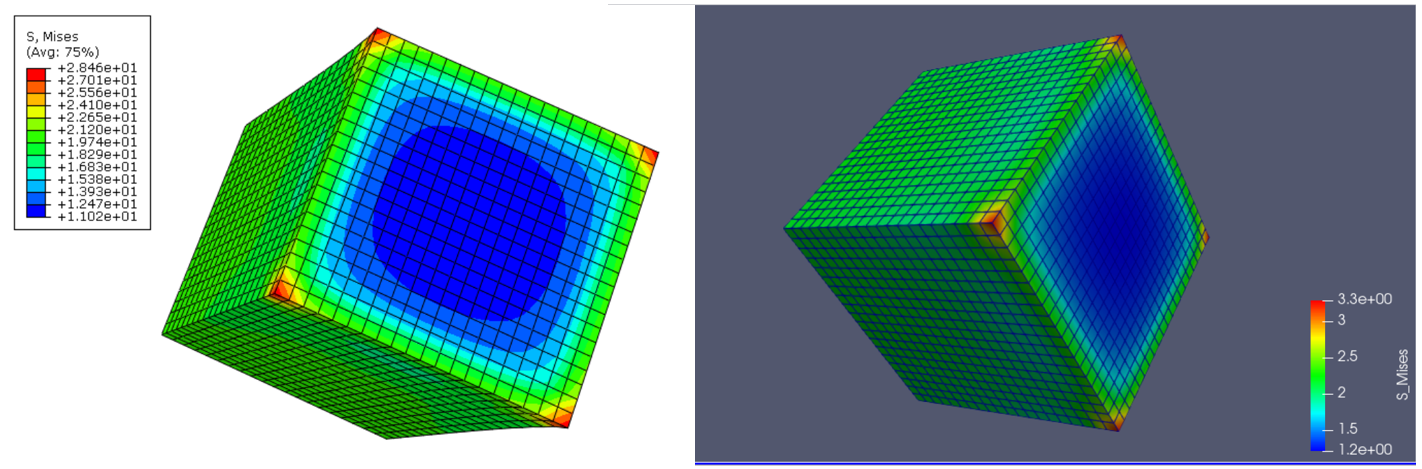 S, Mises
(Avg: 75%)
+2.846e+01
+2.701e+01
+2.556e+01
+2.410e+01
+2.265e+01
+2.120e+01
+1.974e+01
+1.829e+01
+1.683e+01
+1.538e+01
+1.393e+01
+1.247e+01
+1.102e+01
3.3e+00
3
2.5
2
1.5
1.2e+00
S_Mises